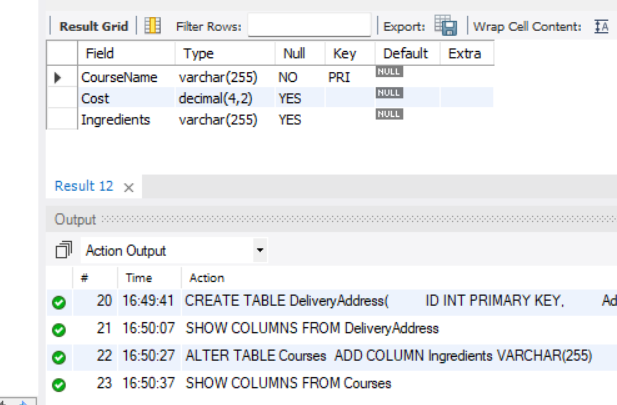 Result Grid Filter Rows: Export: Wrap Cell Content: IA
Field Type Null Key Default Extra
CourseName varchar(255) NO PRI NULL
Cost decimal(4,2) YES NULL
Ingredients varchar(255) YES NULL
Result 12 ×
Output
Action Output
# Time Action
20 16:49:41 CREATE TABLE DeliveryAddress( ID INT PRIMARY KEY, Ad
21 16:50:07 SHOW COLUMNS FROM DeliveryAddress
22 16:50:27 ALTER TABLE Courses ADD COLUMN Ingredients VARCHAR(255)
23 16:50:37 SHOW COLUMNS FROM Courses